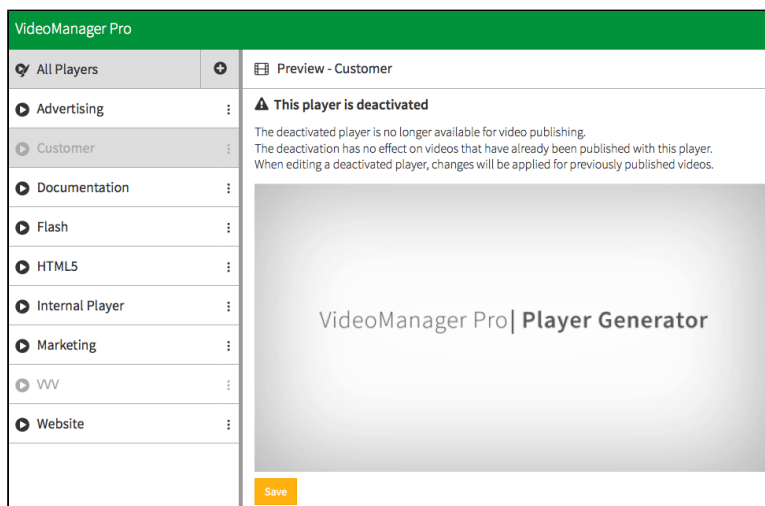 VideoManager Pro
All Players
Preview - Customer
Advertising
Customer
Documentation
Flash
HTML5
Internal Player
Marketing
VVV
Website
This player is deactivated
The deactivated player is no longer available for video publishing.
The deactivation has no effect on videos that have already been published with this player.
When editing a deactivated player, changes will be applied for previously published videos.
VideoManager Pro| Player Generator
Save